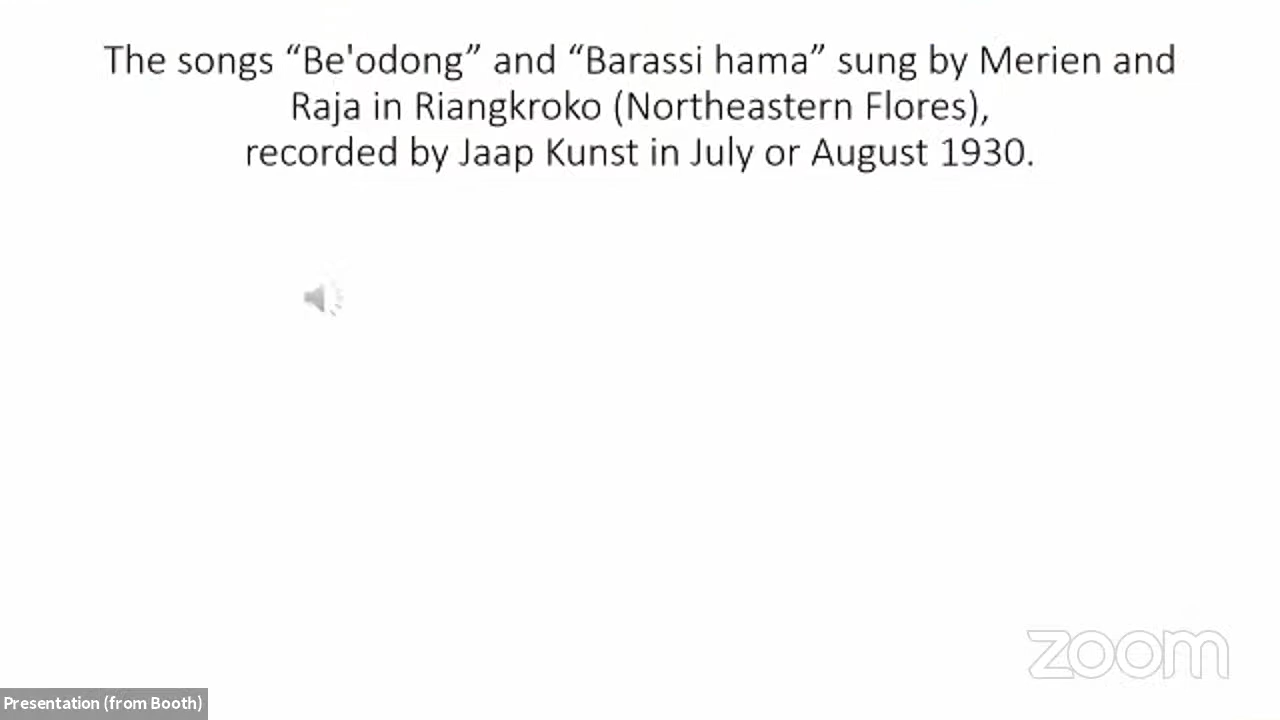 The songs “Be'odong” and “Barassi hama” sung by Merien and
Raja in Riangkroko (Northeastern Flores),
recorded by Jaap Kunst in July or August 1930.
zoom
Presentation (from Booth)